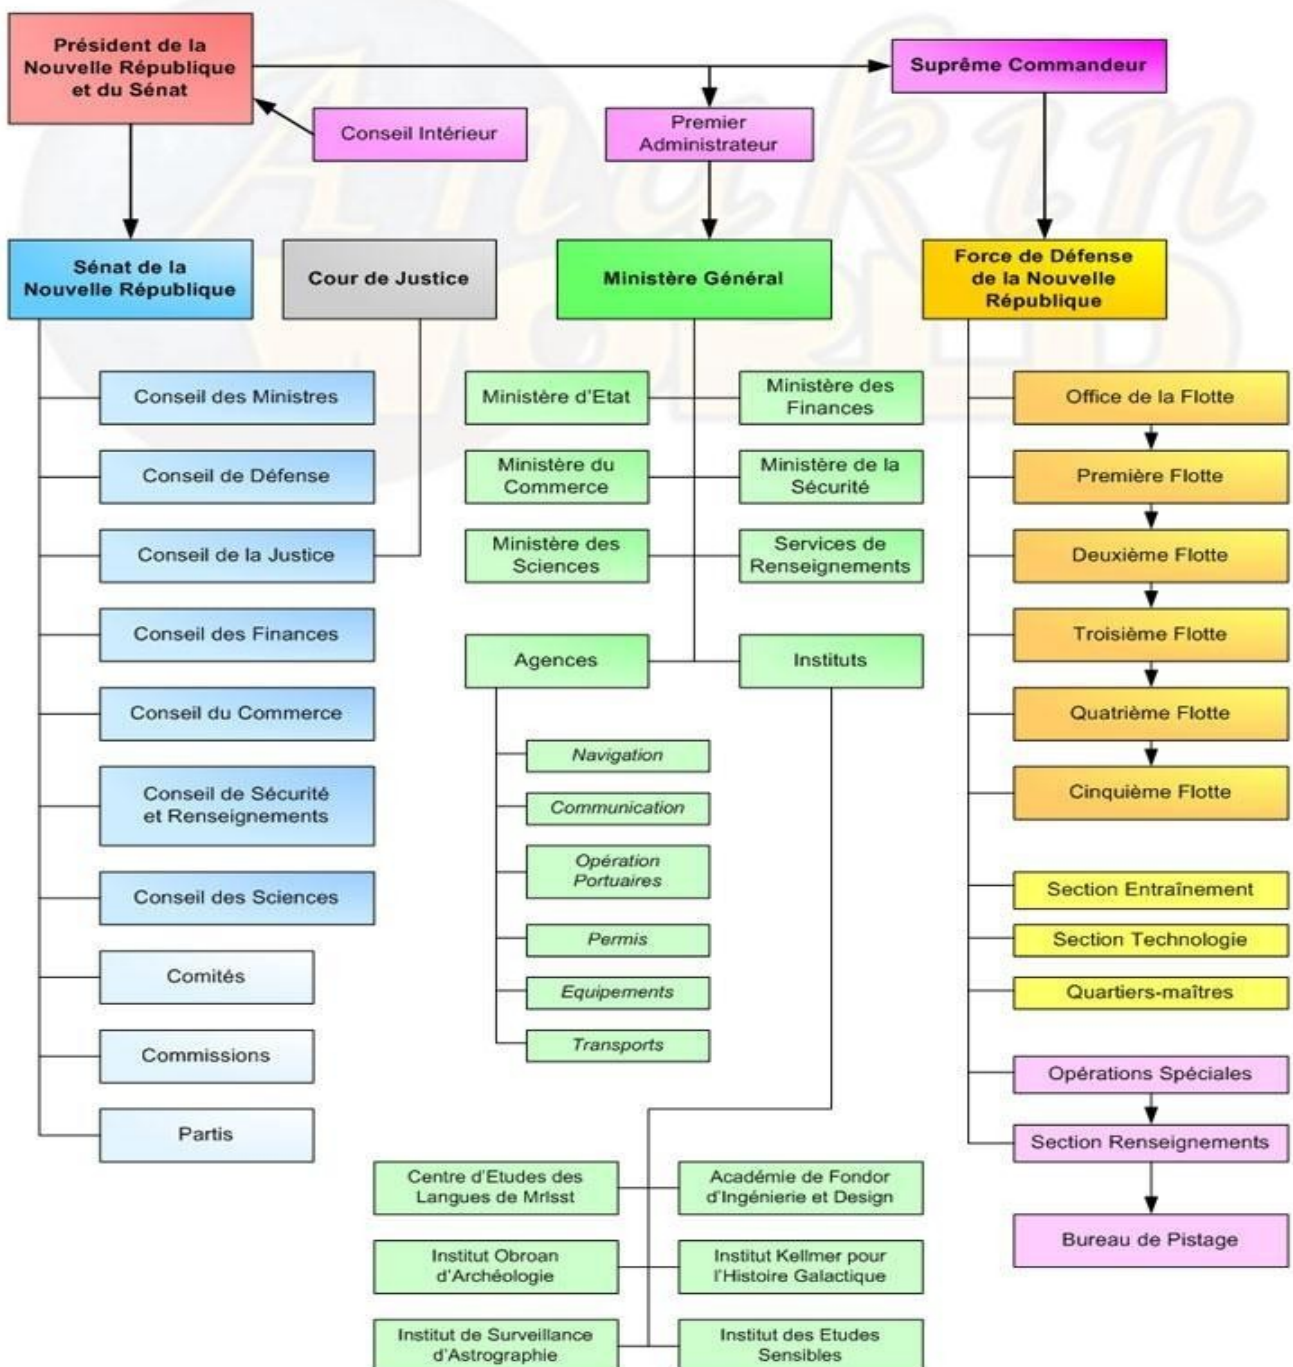 Président de la
Nouvelle République
et du Sénat
Suprême Commandeur
Conseil Intérieur
Premier
Administrateur
Sénat de la
Nouvelle République
Cour de Justice
Ministère Général
Force de Défense
de la Nouvelle
République
Conseil des Ministres
Conseil de Défense
Conseil de la Justice
Conseil des Finances
Conseil du Commerce
Conseil de Sécurité
et Renseignements
Conseil des Sciences
Comités
Commissions
Partis
Ministère d'Etat
Ministère des
Finances
Ministère du
Commerce
Ministère de la
Sécurité
Ministère des
Sciences
Services de
Renseignements
Agences
Instituts
Navigation
Communication
Opération
Portuaires
Permis
Equipements
Transports
Centre d'Etudes des
Langues de Mrlsst
Académie de Fondor
d'Ingénierie et Design
Institut Obroan
d'Archéologie
Institut Kellmer pour
l'Histoire Galactique
Institut de Surveillance
d'Astrographie
Institut des Etudes
Sensibles
Office de la Flotte
Première Flotte
Deuxième Flotte
Troisième Flotte
Quatrième Flotte
Cinquième Flotte
Section Entraînement
Section Technologie
Quartiers-maîtres
Opérations Spéciales
Section Renseignements
Bureau de Pistage
Anakin
WORLD